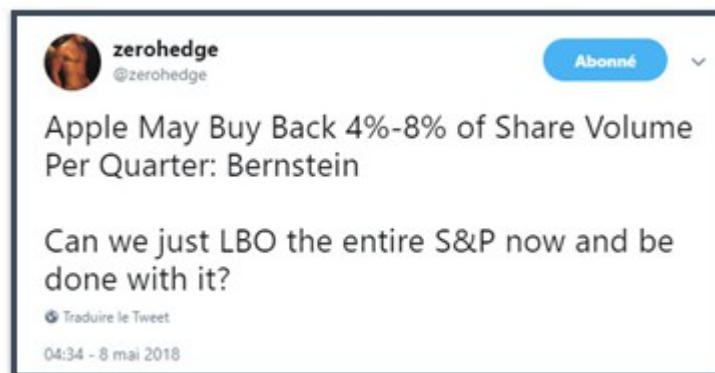 zerohedge
@zerohedge
Abonné
Apple May Buy Back 4%-8% of Share Volume
Per Quarter: Bernstein
Can we just LBO the entire S&P now and be
done with it?
Traduire le Tweet
04:34 - 8 mai 2018